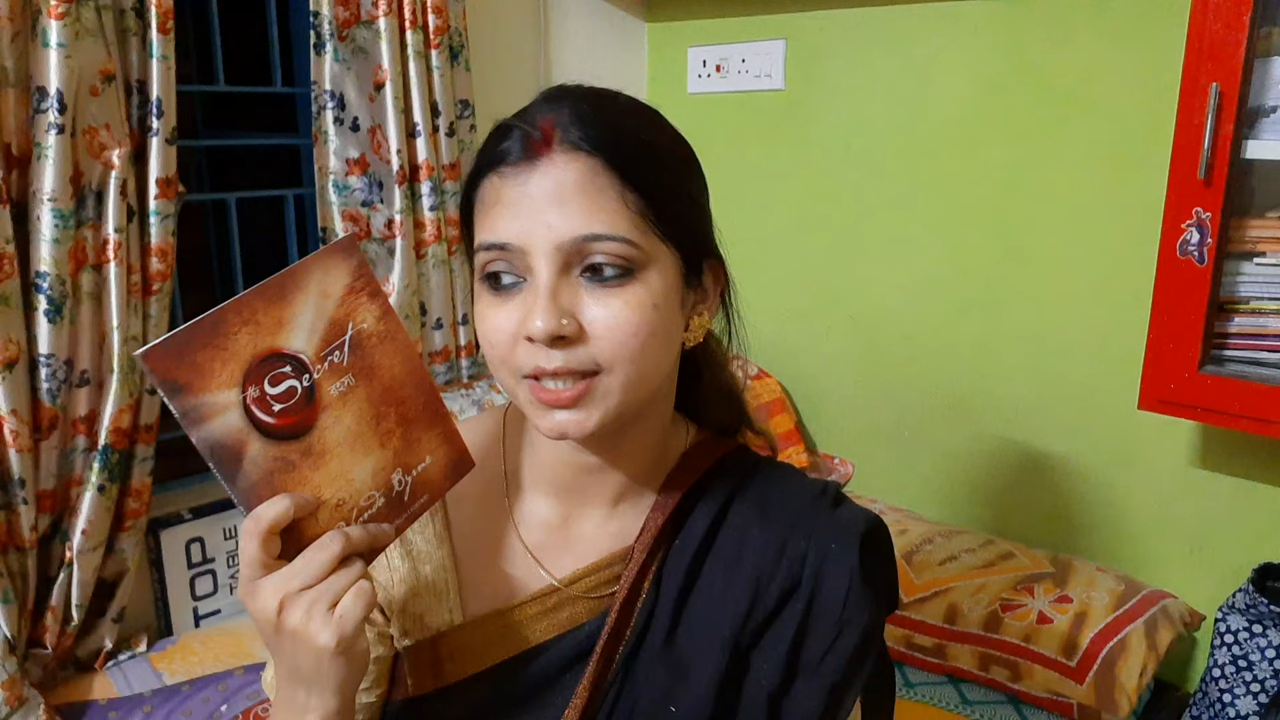 the Secret
রহস্য
Rhonda Byrne
TOP
TABLE